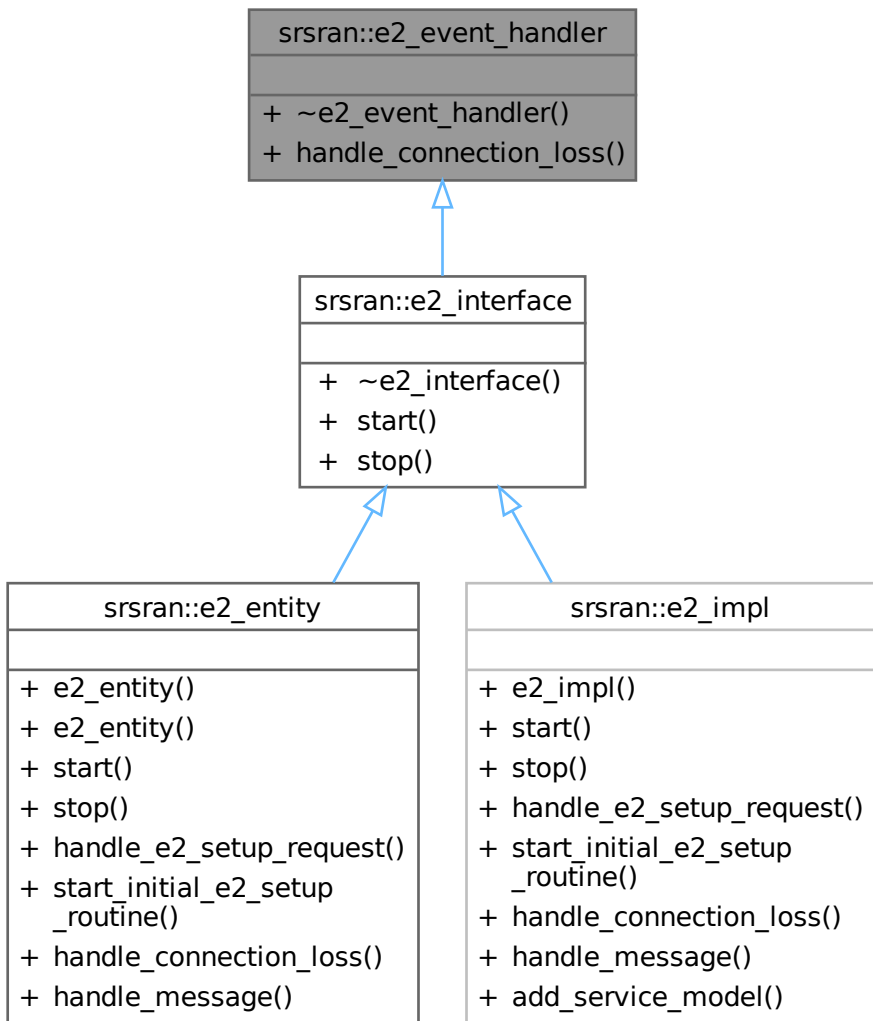 srsran::e2_event_handler
+ ~e2_event_handler()
+ handle_connection_loss()
srsran::e2_interface
+ ~e2_interface()
+ start()
+ stop()
srsran::e2_entity
+ e2_entity()
+ e2_entity()
+ start()
+ stop()
+ handle_e2_setup_request()
+ start_initial_e2_setup
_routine()
+ handle_connection_loss()
+ handle_message()
srsran::e2_impl
+ e2_impl()
+ start()
+ stop()
+ handle_e2_setup_request()
+ start_initial_e2_setup
_routine()
+ handle_connection_loss()
+ handle_message()
+ add_service_model()